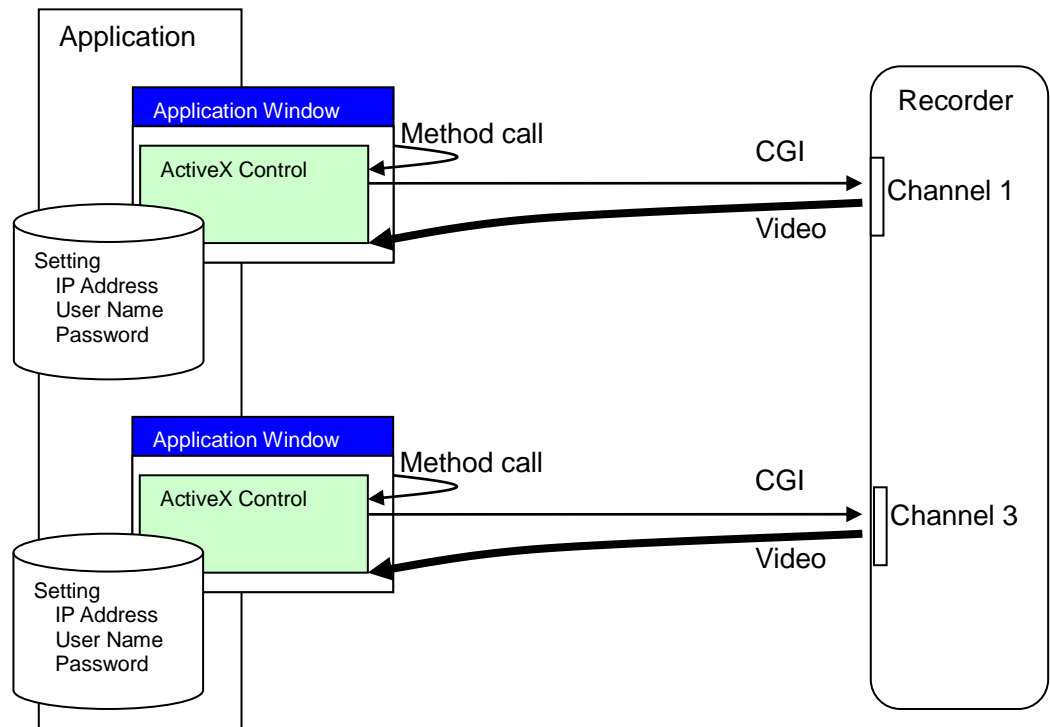 Application
Recorder
Application Window
Method call
ActiveX Control
CGI
Channel 1
Video
Setting
IP Address
User Name
Password
Application Window
Method call
ActiveX Control
CGI
Channel 3
Video
Setting
IP Address
User Name
Password